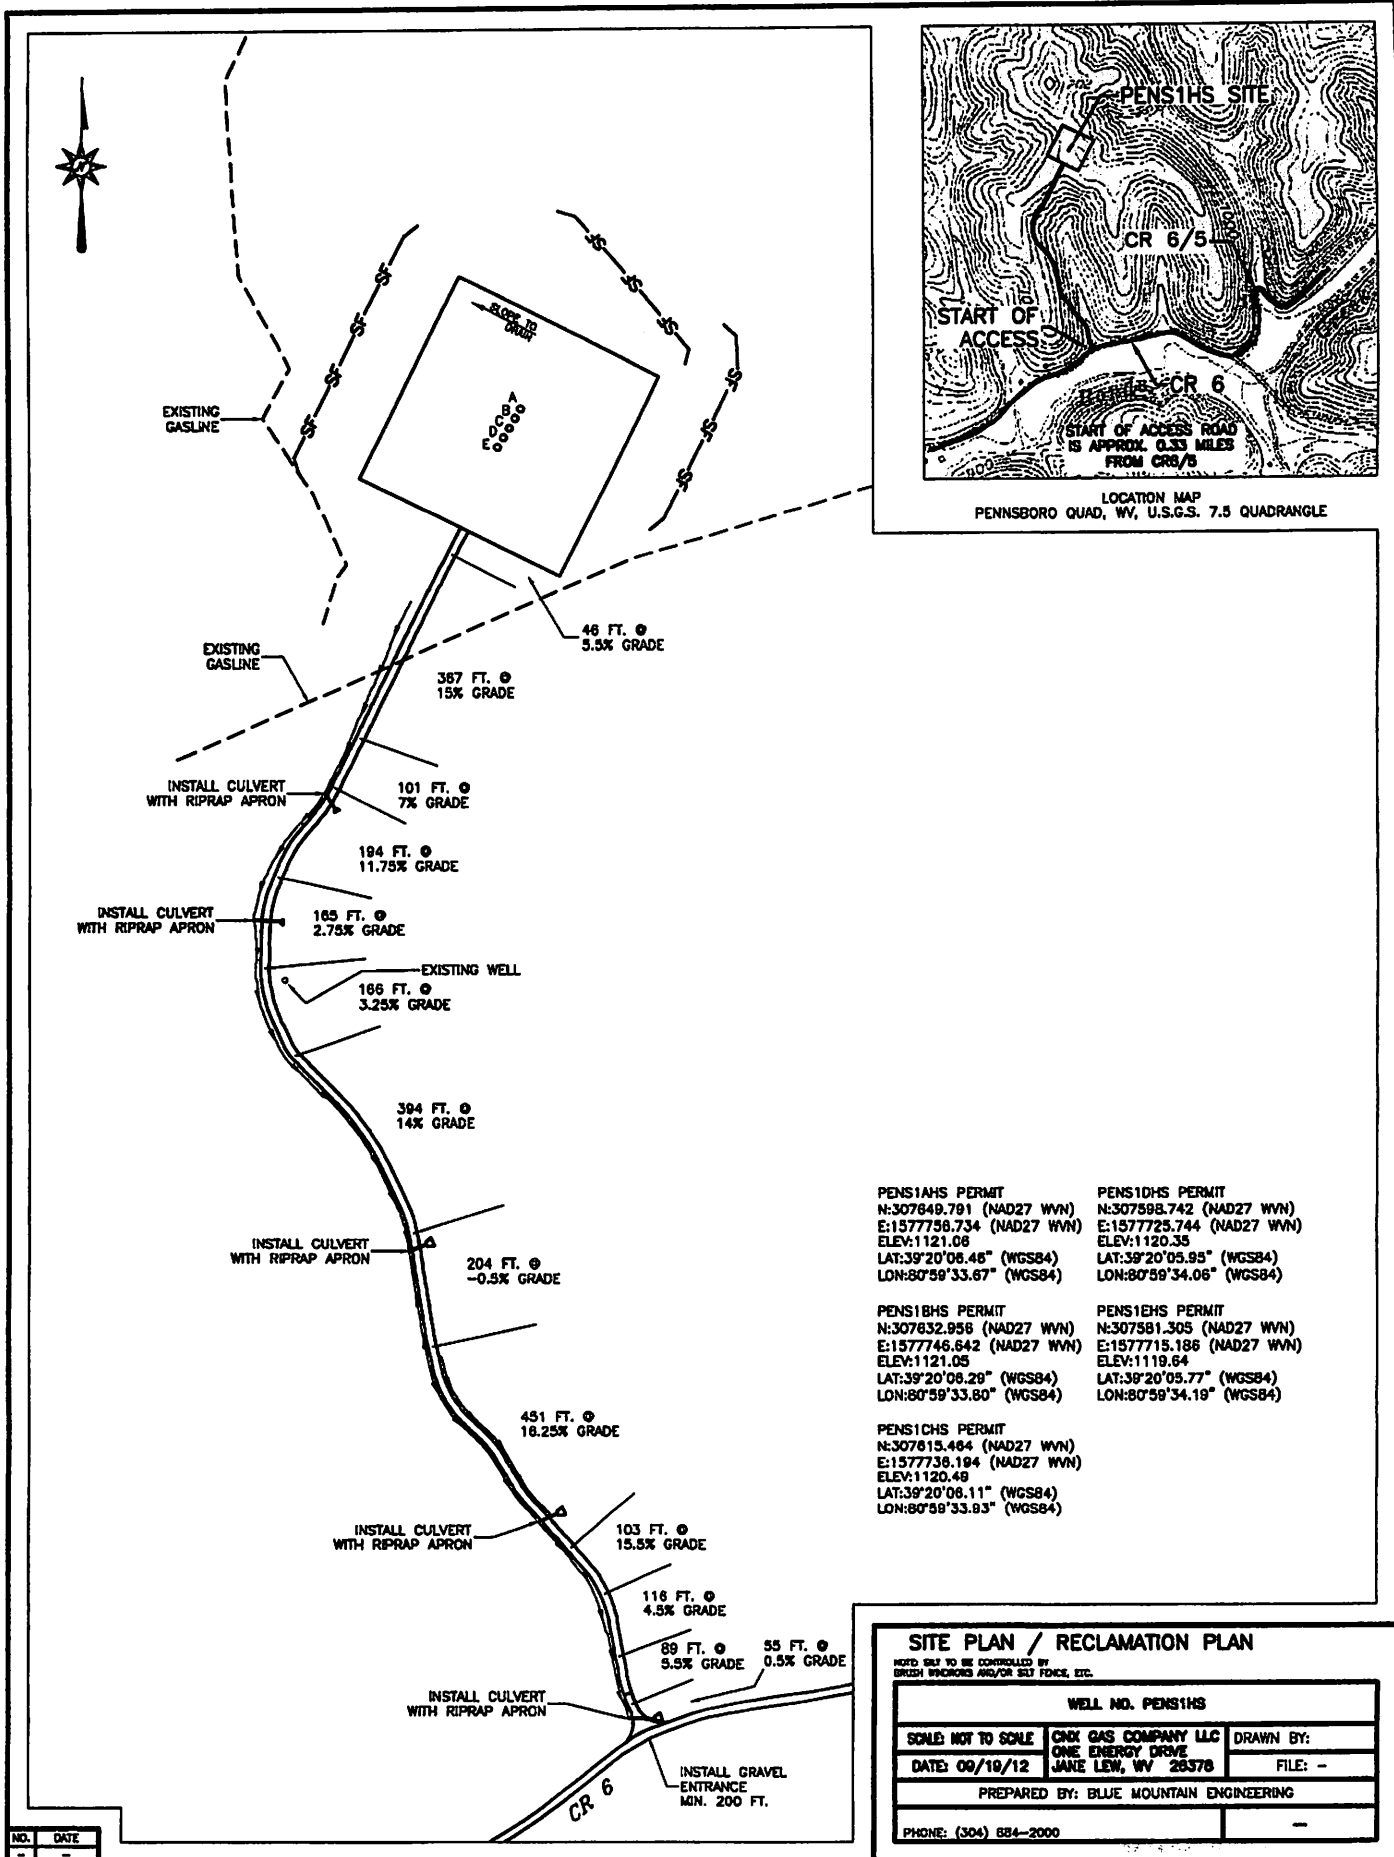 PENS1HS SITE
CR 6/5
START OF
ACCESS
CR 6
START OF ACCESS ROAD
IS APPROX. 0.33 MILES
FROM CR6/5
LOCATION MAP
PENNSBORO QUAD, WV, U.S.G.S. 7.5 QUADRANGLE
N
SF
SF
SF
SF
SF
SF
SF
SF
SF
SF
SLOPE TO
DRAIN
A
B
C
D
E
EXISTING
GASLINE
EXISTING
GASLINE
46 FT. @
5.5% GRADE
367 FT. @
15% GRADE
INSTALL CULVERT
WITH RIPRAP APRON
101 FT. @
7% GRADE
194 FT. @
11.75% GRADE
INSTALL CULVERT
WITH RIPRAP APRON
165 FT. @
2.75% GRADE
EXISTING WELL
166 FT. @
3.25% GRADE
394 FT. @
14% GRADE
INSTALL CULVERT
WITH RIPRAP APRON
204 FT. @
-0.5% GRADE
451 FT. @
16.25% GRADE
INSTALL CULVERT
WITH RIPRAP APRON
103 FT. @
15.5% GRADE
116 FT. @
4.5% GRADE
89 FT. @
5.5% GRADE
55 FT. @
0.5% GRADE
INSTALL CULVERT
WITH RIPRAP APRON
INSTALL GRAVEL
ENTRANCE
MIN. 200 FT.
CR 6
PENS1AHS PERMIT
N:307649.791 (NAD27 WVN)
E:1577756.734 (NAD27 WVN)
ELEV:1121.06
LAT:39°20'06.46" (WGS84)
LON:80°59'33.67" (WGS84)
PENS1DHS PERMIT
N:307598.742 (NAD27 WVN)
E:1577725.744 (NAD27 WVN)
ELEV:1120.35
LAT:39°20'05.95" (WGS84)
LON:80°59'34.06" (WGS84)
PENS1BHS PERMIT
N:307632.956 (NAD27 WVN)
E:1577746.642 (NAD27 WVN)
ELEV:1121.05
LAT:39°20'06.29" (WGS84)
LON:80°59'33.80" (WGS84)
PENS1EHS PERMIT
N:307581.305 (NAD27 WVN)
E:1577715.186 (NAD27 WVN)
ELEV:1119.64
LAT:39°20'05.77" (WGS84)
LON:80°59'34.19" (WGS84)
PENS1CHS PERMIT
N:307615.464 (NAD27 WVN)
E:1577736.194 (NAD27 WVN)
ELEV:1120.49
LAT:39°20'06.11" (WGS84)
LON:80°59'33.93" (WGS84)
SITE PLAN / RECLAMATION PLAN
NOTE: SILT TO BE CONTROLLED BY
BRUSH WINDROWS AND/OR SILT FENCE, ETC.
WELL NO. PENS1HS
SCALE: NOT TO SCALE
DATE: 09/19/12
CNX GAS COMPANY LLC
ONE ENERGY DRIVE
JANE LEW, WV 26378
DRAWN BY:
FILE: -
PREPARED BY: BLUE MOUNTAIN ENGINEERING
PHONE: (304) 684-2000
-
NO. DATE
- -